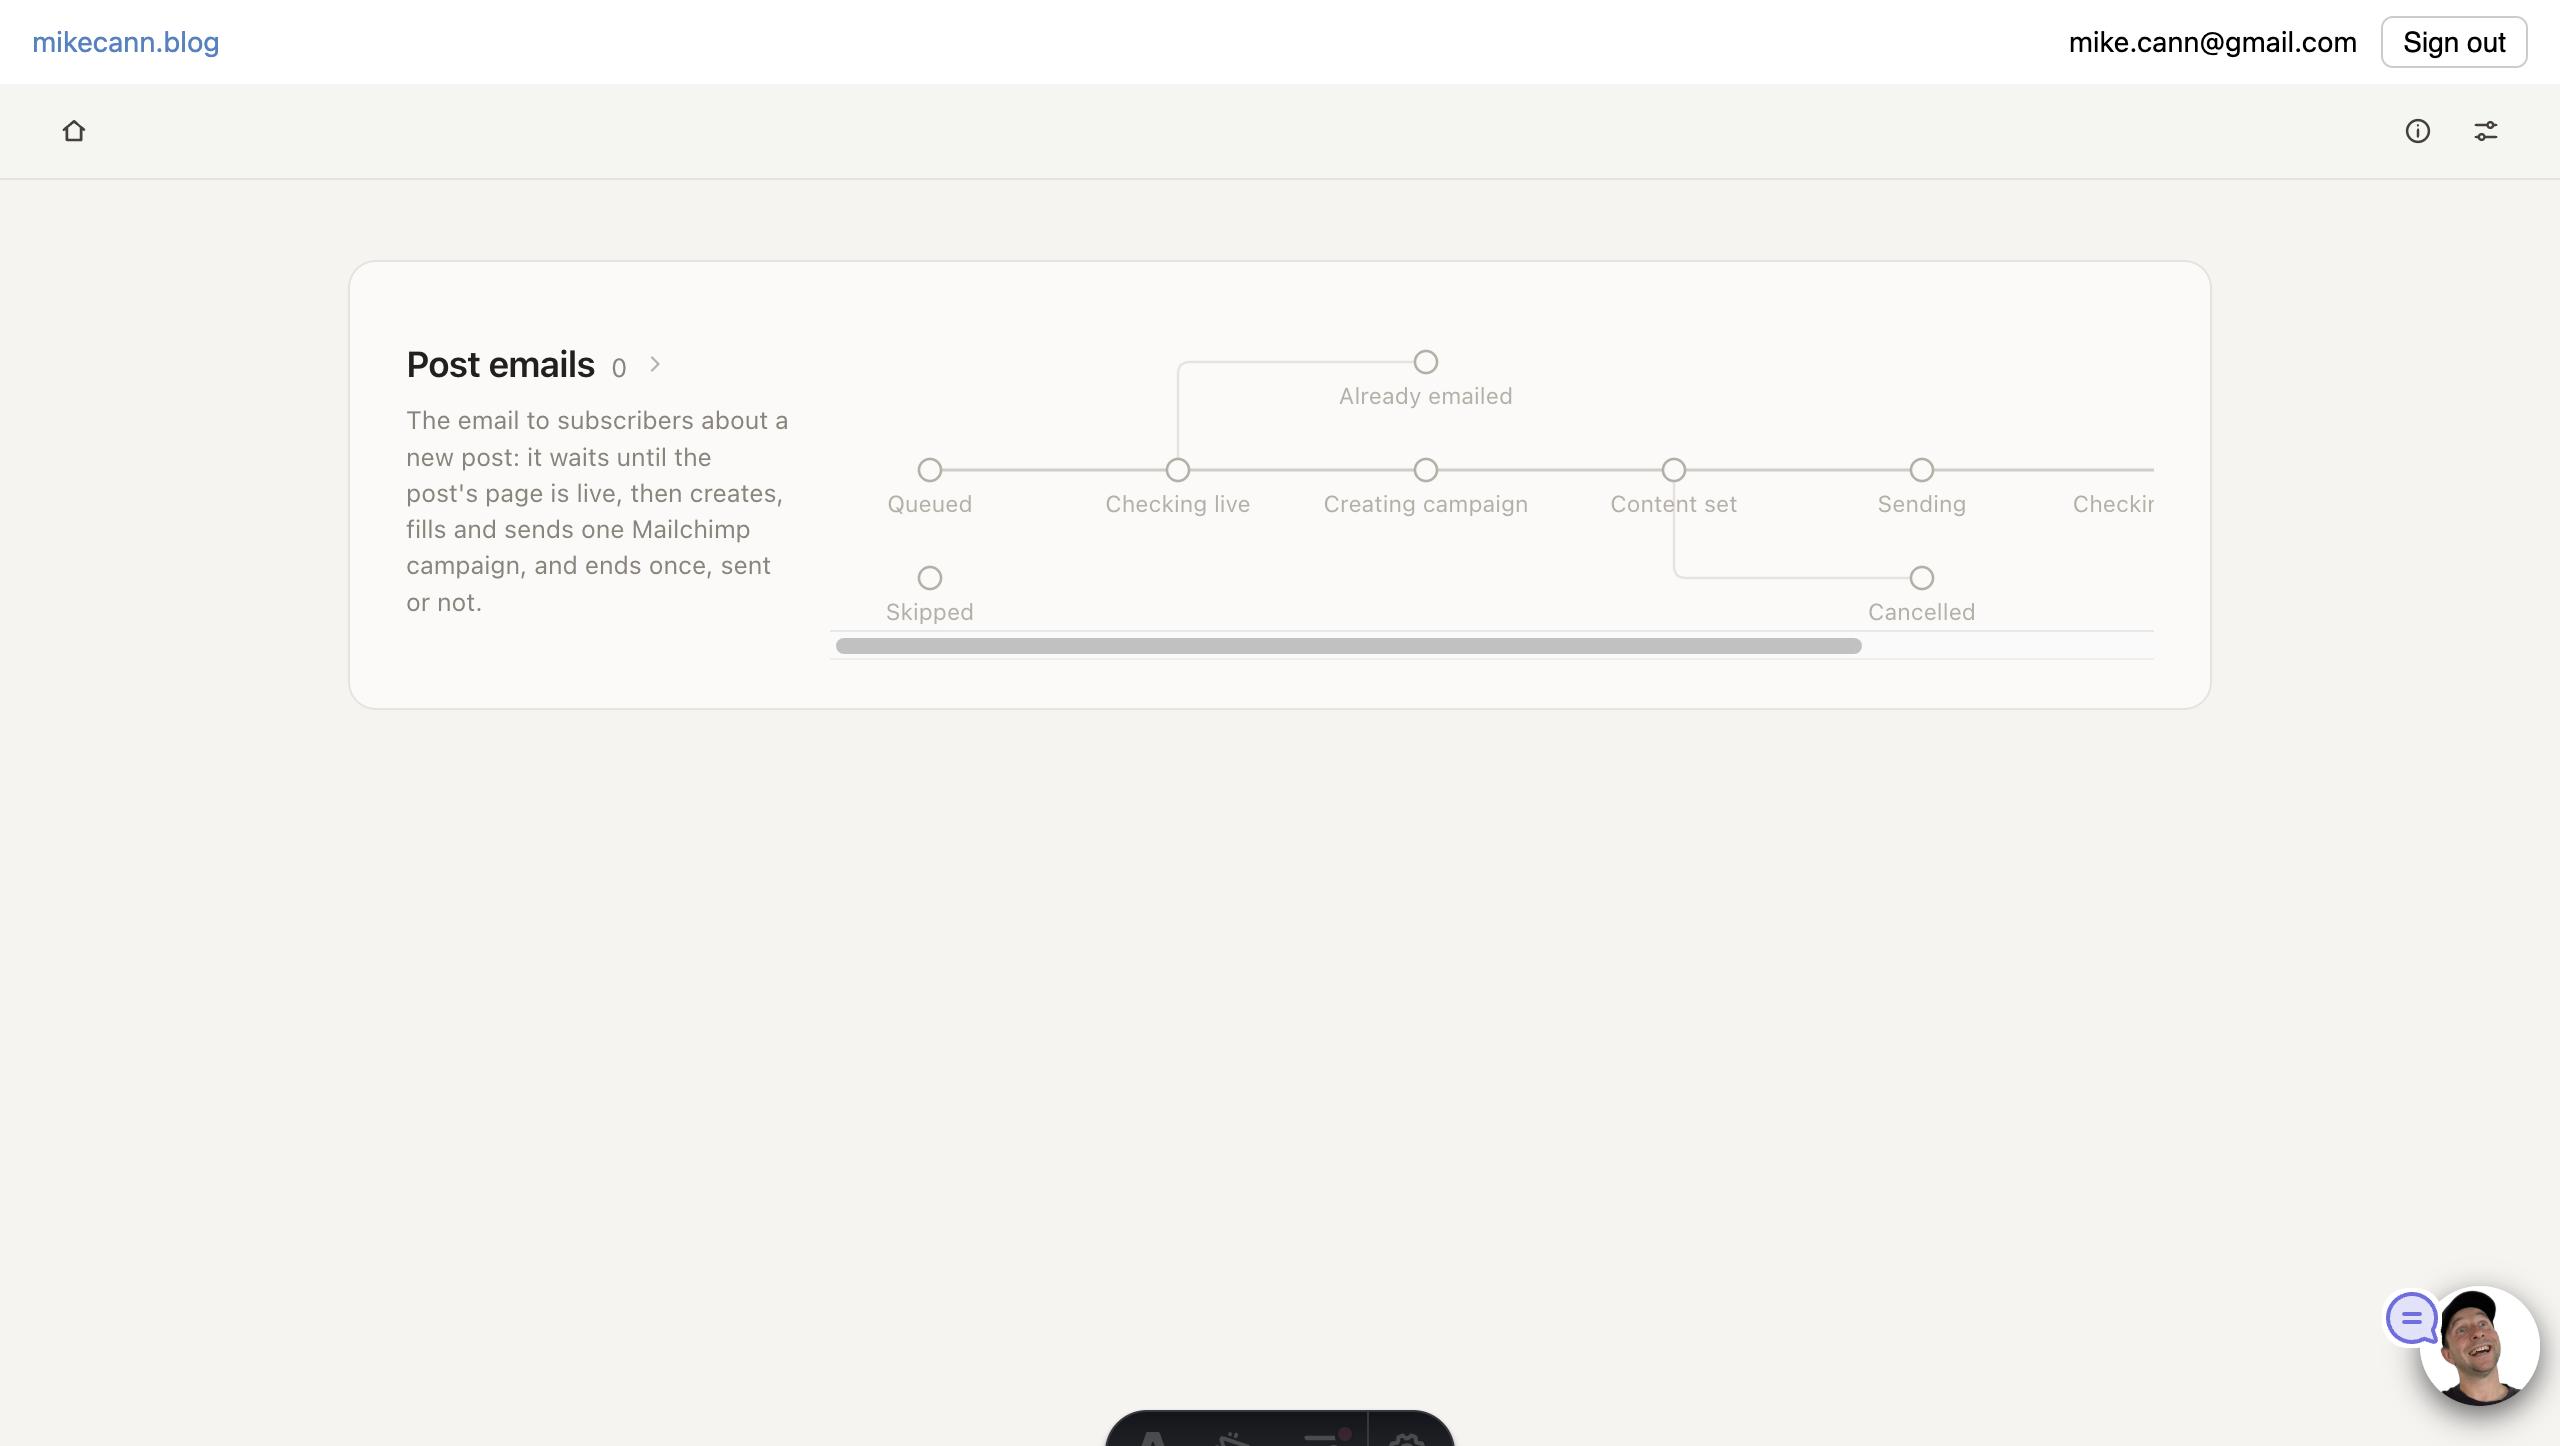 mikecann.blog
mike.cann@gmail.com
Sign out
Post emails 0
The email to subscribers about a
new post: it waits until the
post's page is live, then creates,
fills and sends one Mailchimp
campaign, and ends once, sent
or not.
Already emailed
Queued
Checking live
Creating campaign
Content set
Sending
Checkin
Skipped
Cancelled